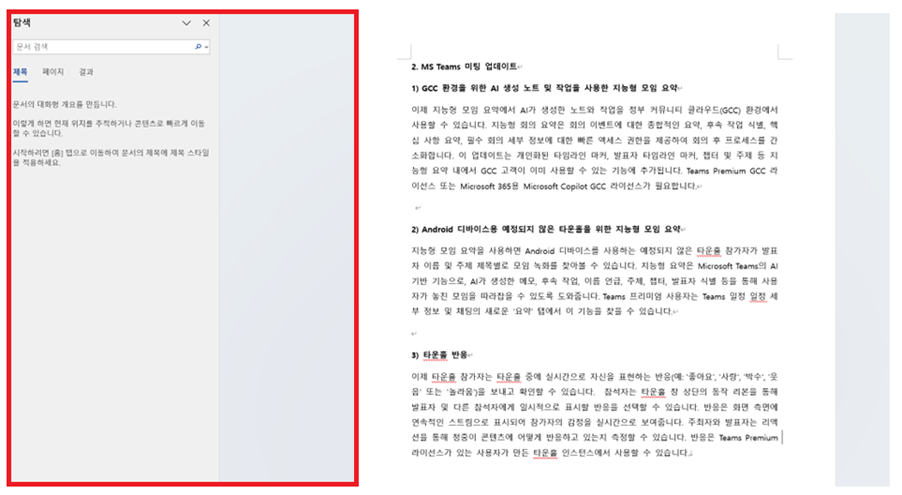 탐색
문서 검색
제목 페이지 결과
문서의 대화형 개요를 만듭니다.
이렇게 하면 현재 위치를 추적하거나 콘텐츠로 빠르게 이동
할 수 있습니다.
시작하려면 [홈] 탭으로 이동하여 문서의 제목에 제목 스타일
을 적용하세요.
2. MS Teams 미팅 업데이트
1) GCC 환경을 위한 AI 생성 노트 및 작업을 사용한 지능형 모임 요약
이제 지능형 모임 요약에서 AI가 생성한 노트와 작업을 정부 커뮤니티 클라우드(GCC) 환경에서
사용할 수 있습니다. 지능형 회의 요약은 회의 이벤트에 대한 종합적인 요약, 후속 작업 식별, 핵
심 사항 요약, 필수 회의 세부 정보에 대한 빠른 액세스 권한을 제공하여 회의 후 프로세스를 간
소화합니다. 이 업데이트는 개인화된 타임라인 마커, 발표자 타임라인 마커, 챕터 및 주제 등 지
능형 요약 내에서 GCC 고객이 이미 사용할 수 있는 기능에 추가됩니다. Teams Premium GCC 라
이선스 또는 Microsoft 365용 Microsoft Copilot GCC 라이선스가 필요합니다.
2) Android 디바이스용 예정되지 않은 타운홀을 위한 지능형 모임 요약
지능형 모임 요약을 사용하면 Android 디바이스를 사용하는 예정되지 않은 타운홀 참가자가 발표
자 이름 및 주제 제목별로 모임 녹화를 찾아볼 수 있습니다. 지능형 요약은 Microsoft Teams의 AI
기반 기능으로, AI가 생성한 메모, 후속 작업, 이름 언급, 주제, 챕터, 발표자 식별 등을 통해 사용
자가 놓친 모임을 따라잡을 수 있도록 도와줍니다. Teams 프리미엄 사용자는 Teams 일정 일정 세
부 정보 및 채팅의 새로운 '요약' 탭에서 이 기능을 찾을 수 있습니다.
3) 타운홀 반응
이제 타운홀 참가자는 타운홀 중에 실시간으로 자신을 표현하는 반응(예: '좋아요', '사랑', '박수', '웃
음' 또는 '놀라움')을 보내고 확인할 수 있습니다. 참석자는 타운홀 창 상단의 동작 리본을 통해
발표자 및 다른 참석자에게 일시적으로 표시할 반응을 선택할 수 있습니다. 반응은 화면 측면에
연속적인 스트림으로 표시되어 참가자의 감정을 실시간으로 보여줍니다. 주최자와 발표자는 리액
션을 통해 청중이 콘텐츠에 어떻게 반응하고 있는지 측정할 수 있습니다. 반응은 Teams Premium
라이선스가 있는 사용자가 만든 타운홀 인스턴스에서 사용할 수 있습니다.